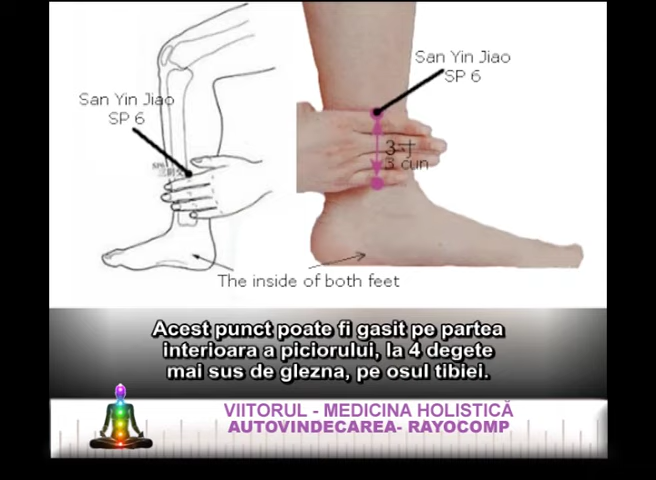 San Yin Jiao
SP 6
San Yin Jiao
SP 6
3寸
3 cun
The inside of both feet
Acest punct poate fi gasit pe partea
interioara a piciorului, la 4 degete
mai sus de glezna, pe osul tibiei.
VIITORUL - MEDICINA HOLISTICĂ
AUTOVINDECAREA- RAYOCOMP